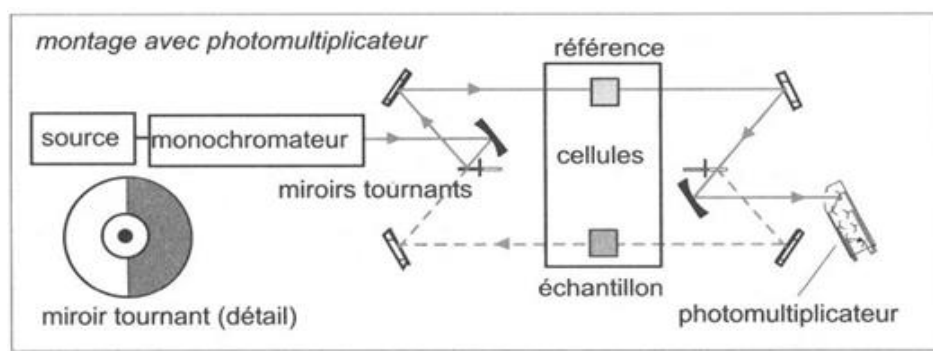 montage avec photomultiplicateur
référence
source
monochromateur
cellules
miroirs tournants
échantillon
miroir tournant (détail)
photomultiplicateur